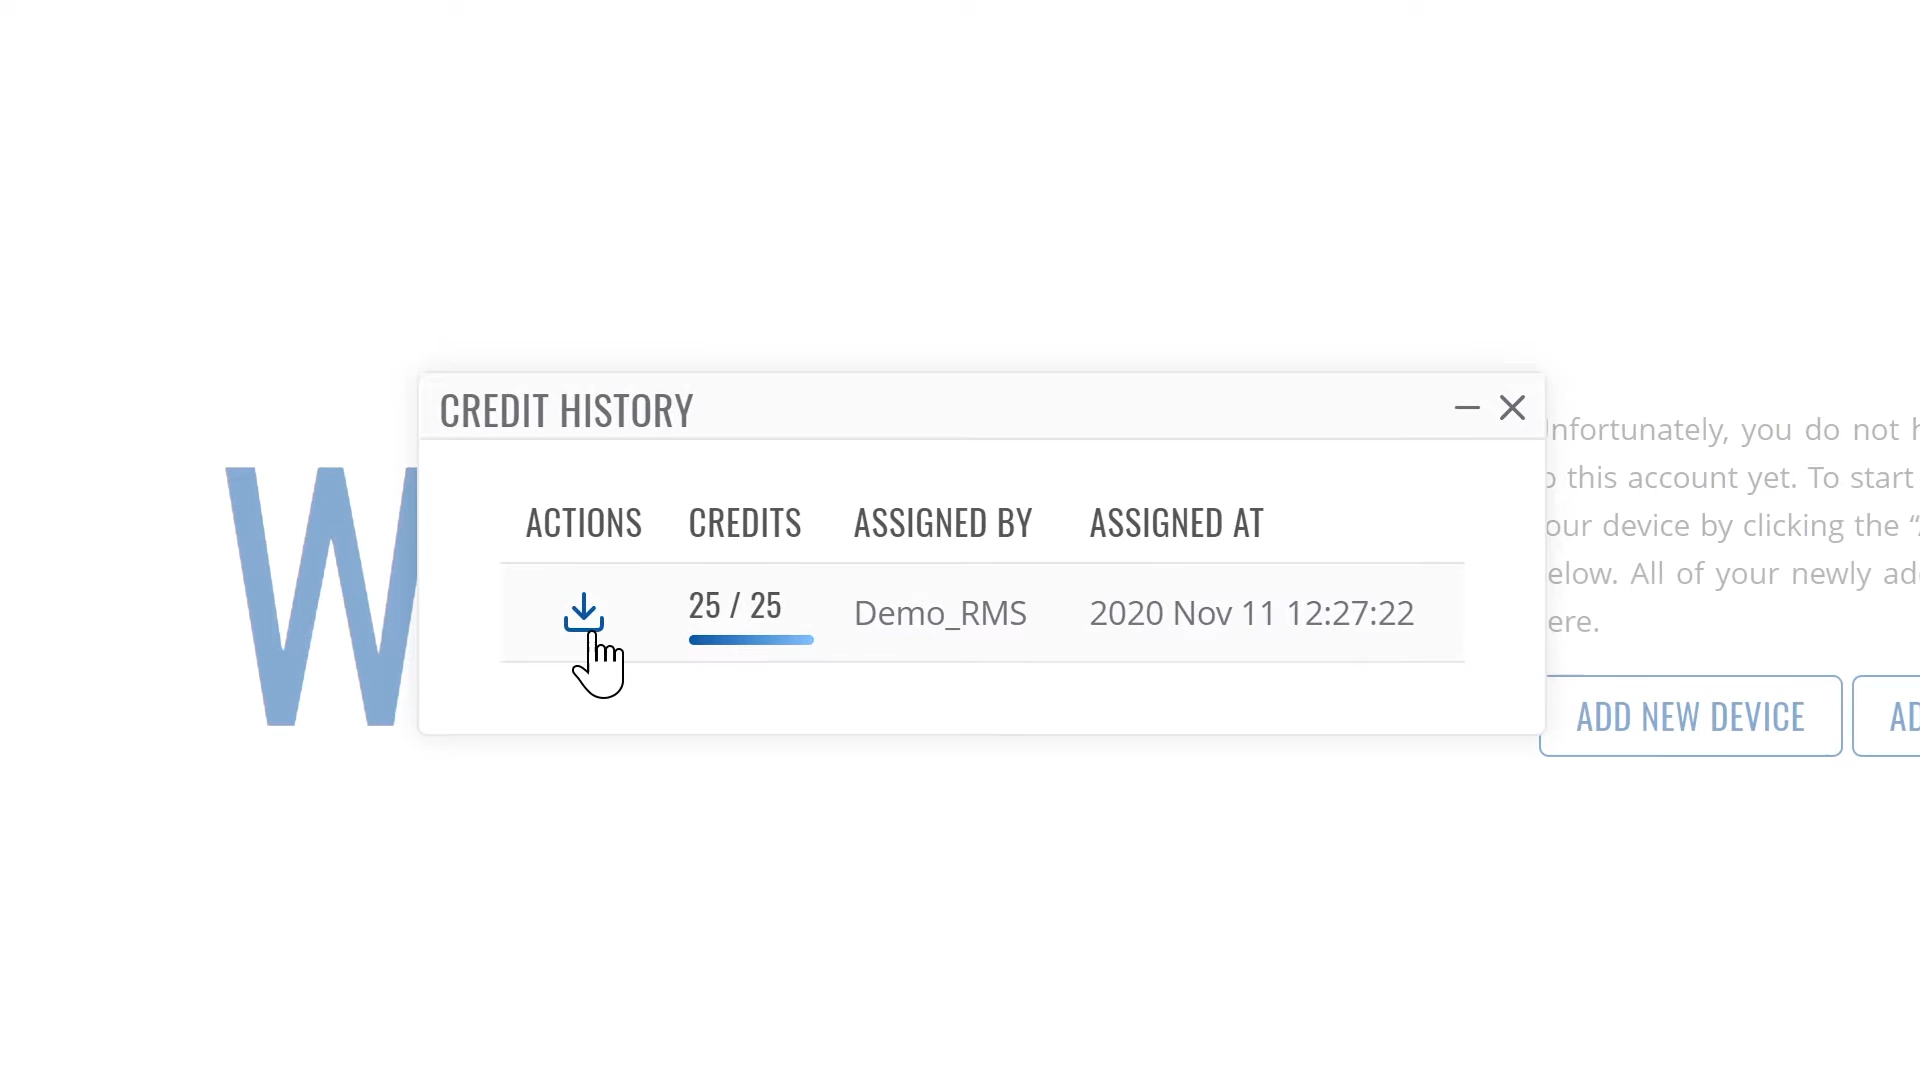 CREDIT HISTORY
ACTIONS CREDITS ASSIGNED BY ASSIGNED AT
25 / 25 Demo_RMS 2020 Nov 11 12:27:22
W
nfortunately, you do not
this account yet. To start
our device by clicking the “
elow. All of your newly ad
ere.
ADD NEW DEVICE AD